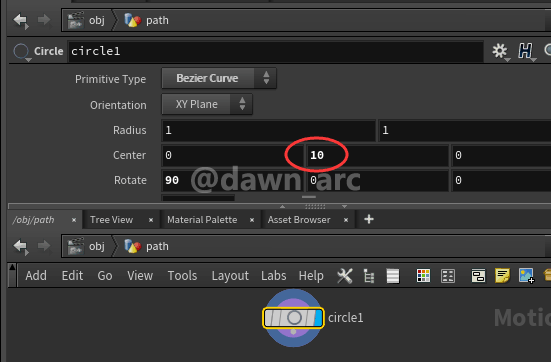 obj path
Circle circle1
Primitive Type Bezier Curve
Orientation XY Plane
Radius 1 1
Center 0 10 0
Rotate 90 0 0
@dawn_arc
/obj/path × Tree View × Material Palette × Asset Browser × +
obj path
Add Edit Go View Tools Layout Labs Help
circle1
Motic